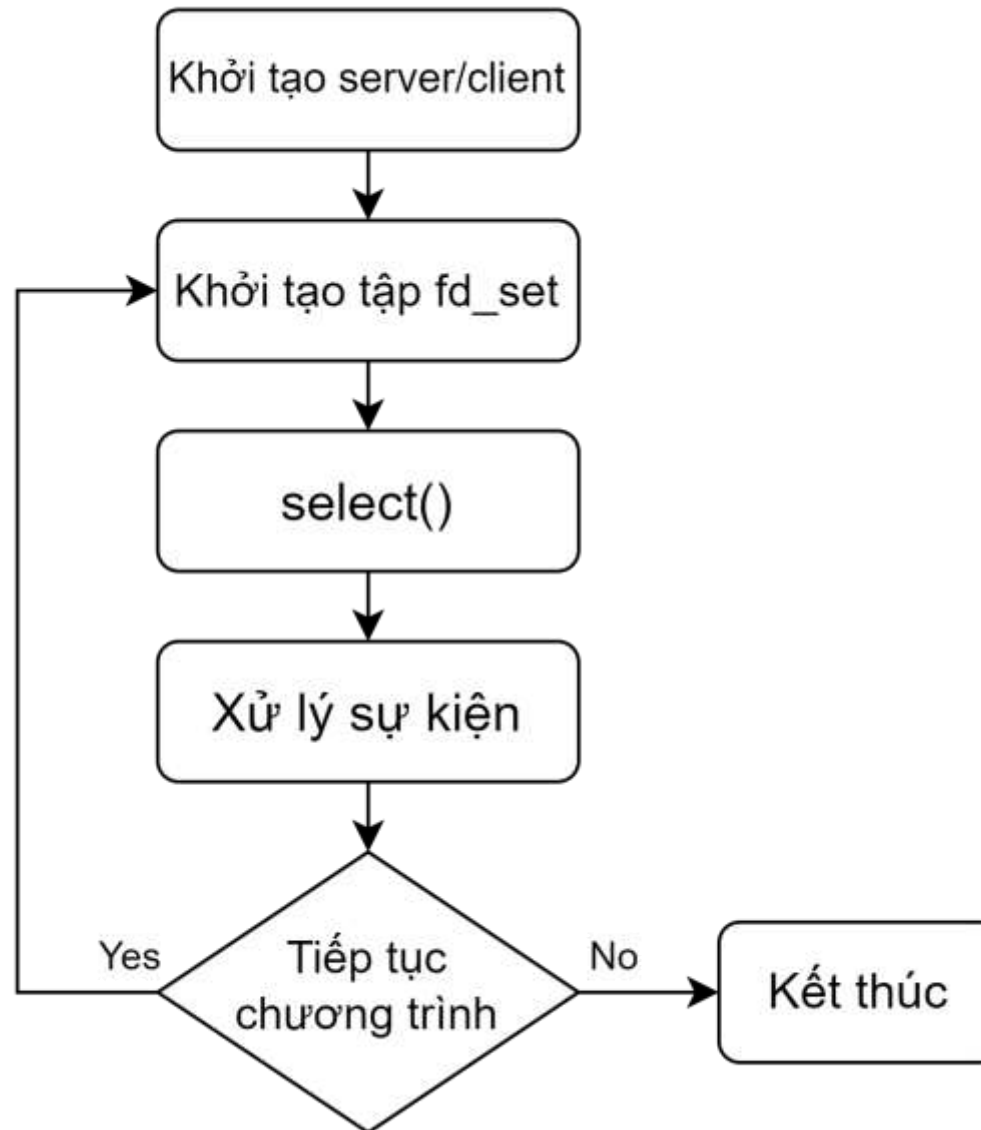 Khởi tạo server/client
Khởi tạo tập fd_set
select()
Xử lý sự kiện
Yes
Tiếp tục
chương trình
No
Kết thúc